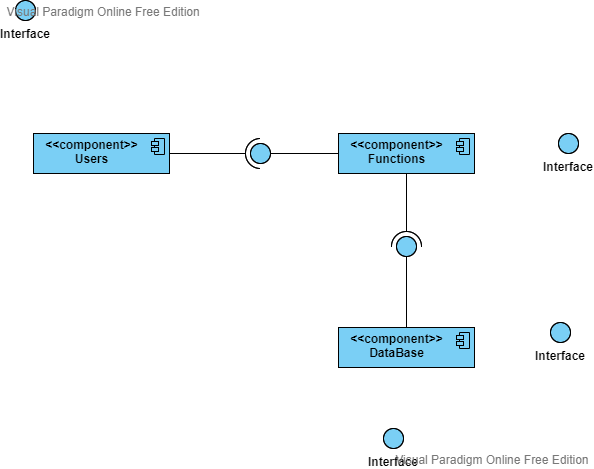 Visual Paradigm Online Free Edition
Interface
<<component>>
Users
<<component>>
Functions
Interface
<<component>>
DataBase
Interface
Interface
Visual Paradigm Online Free Edition